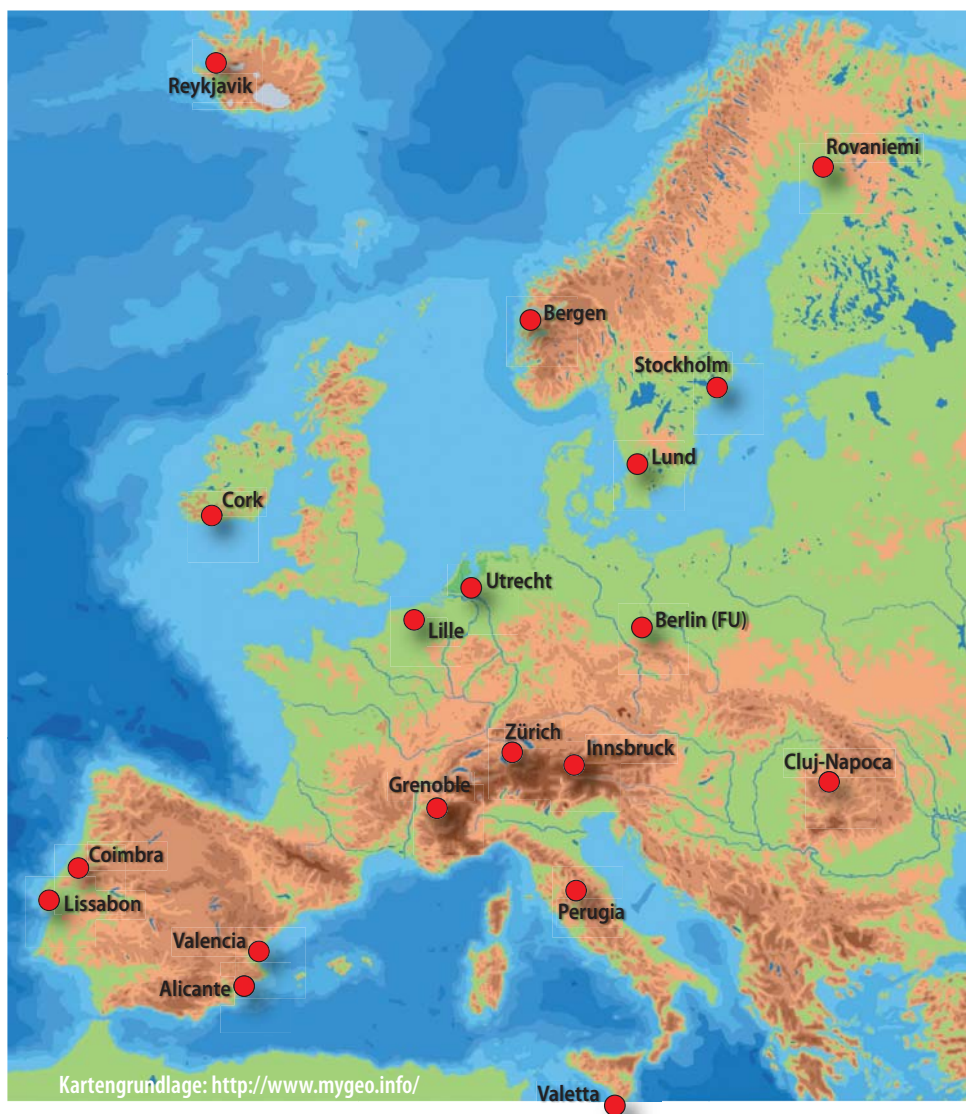 Reykjavik
Rovaniemi
Bergen
Stockholm
Lund
Cork
Utrecht
Lille
Berlin (FU)
Zürich
Innsbruck
Grenoble
Cluj-Napoca
Coimbra
Lissabon
Perugia
Valencia
Alicante
Kartengrundlage: http://www.mygeo.info/
Valetta